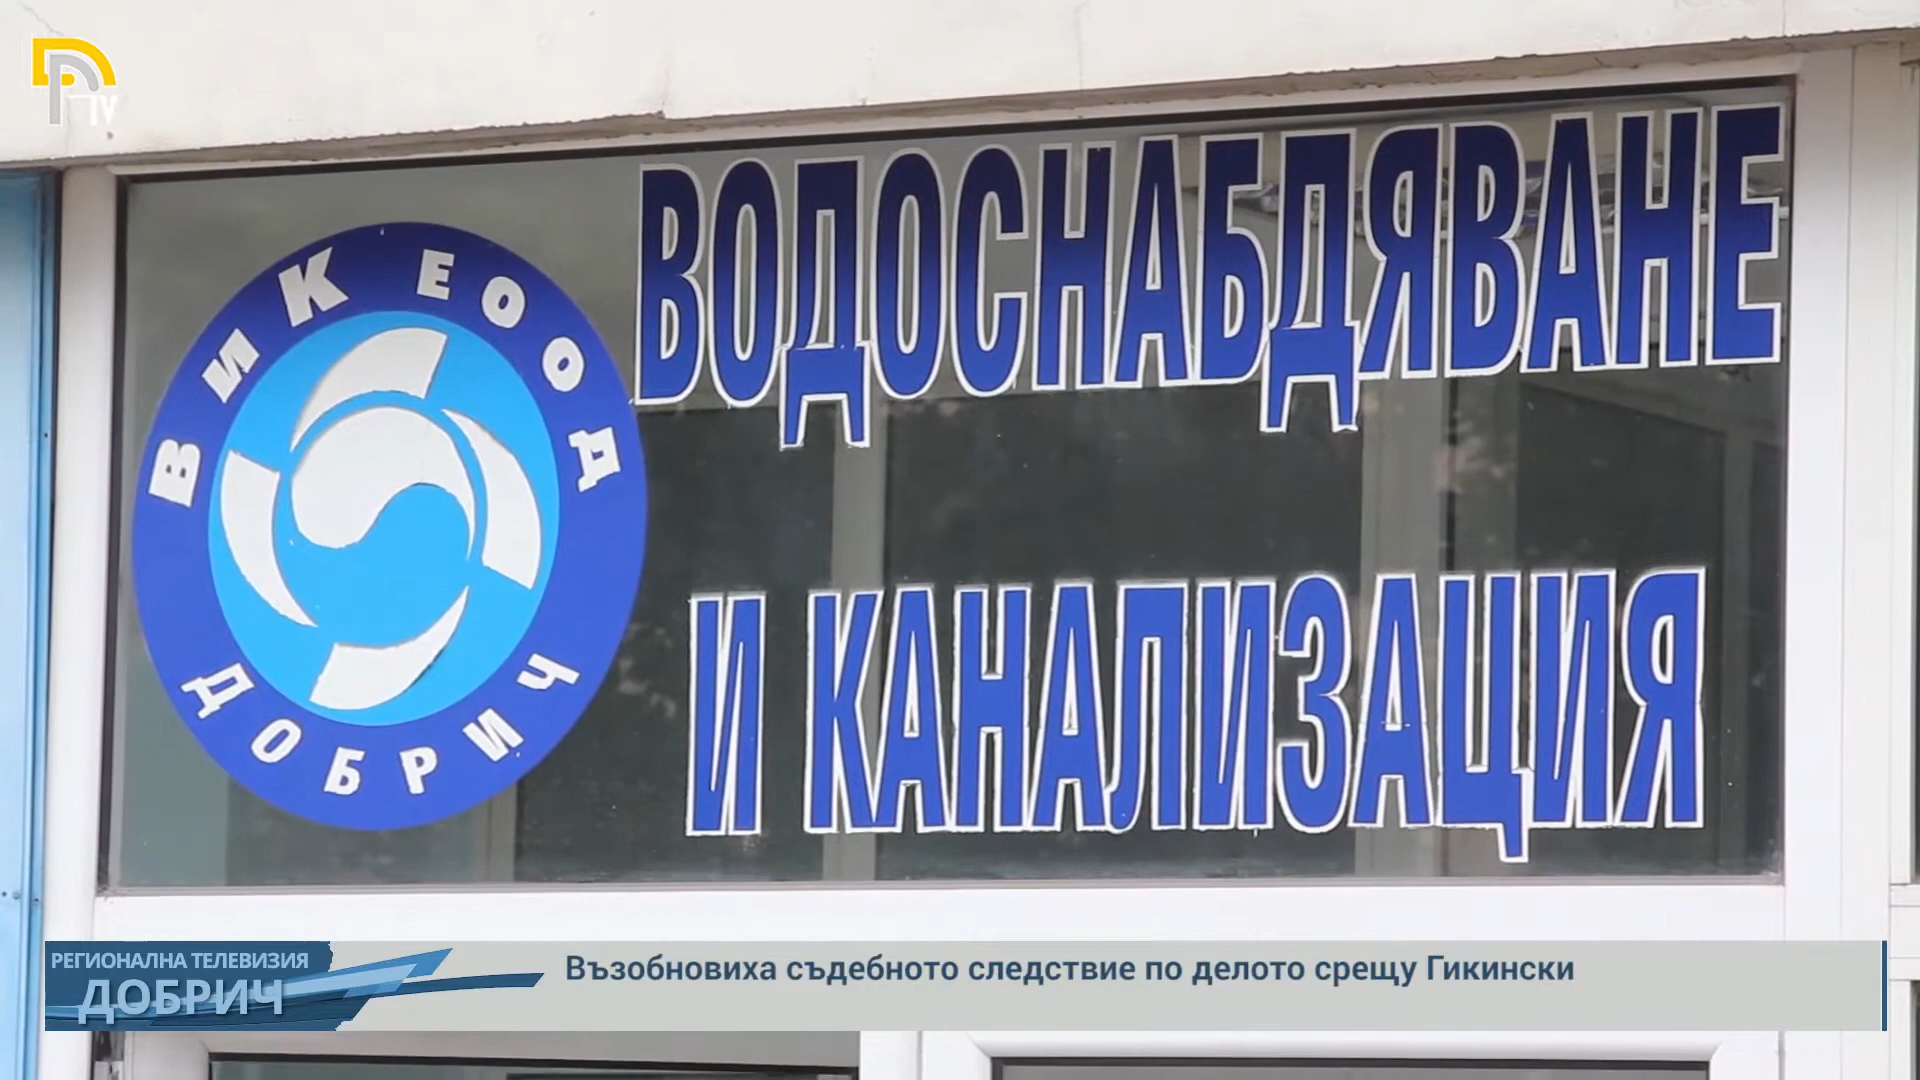 TV
ВОДОСНАБДЯВАНЕ
И КАНАЛИЗАЦИЯ
ВиК ЕООД
ДОБРИЧ
РЕГИОНАЛНА ТЕЛЕВИЗИЯ
ДОБРИЧ
Възобновиха съдебното следствие по делото срещу Гикински